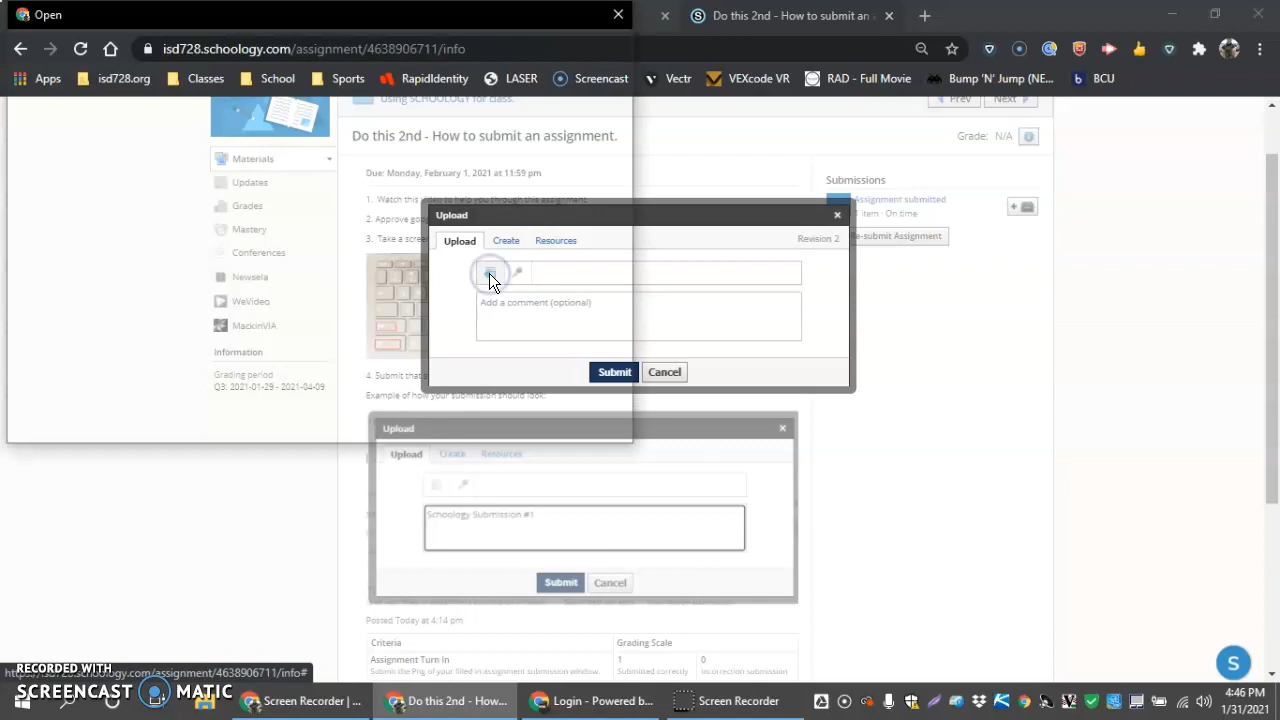 Open
Do this 2nd - How to submit an
isd728.schoology.com/assignment/4638906711/info
Apps
isd728.org
Classes
School
Sports
RapidIdentity
LASER
Screencast
Vectr
VEXcode VR
RAD - Full Movie
Bump 'N' Jump (NE...
BCU
Using SCHOOLOGY for class.
Prev
Next
Do this 2nd - How to submit an assignment.
Grade: N/A
Materials
Updates
Grades
Mastery
Conferences
Newsela
WeVideo
MackinVIA
Information
Grading period
Q3: 2021-01-29 - 2021-04-09
Due: Monday, February 1, 2021 at 11:59 pm
1. Watch this video to help you through this assignment.
2. Approve goo
3. Take a scre
4. Submit that s
Example of how your submission should look:
Submissions
Assignment submitted
1 item · On time
e-submit Assignment
Upload
Upload
Create
Resources
Revision 2
Add a comment (optional)
Submit
Cancel
Upload
Upload
Create
Resources
Schoology Submission #1
Submit
Cancel
Posted Today at 4:14 pm
Criteria
Grading Scale
Assignment Turn In
Submit the Png of your filled in assignment submission window.
1
Submitted correctly
0
Incorrection submission
S
https://isd728.schoology.com/assignment/4638906711/info#
RECORDED WITH
SCREENCAST MATIC
Screen Recorder | ...
Do this 2nd - How...
Login - Powered b...
Screen Recorder
4:46 PM
1/31/2021